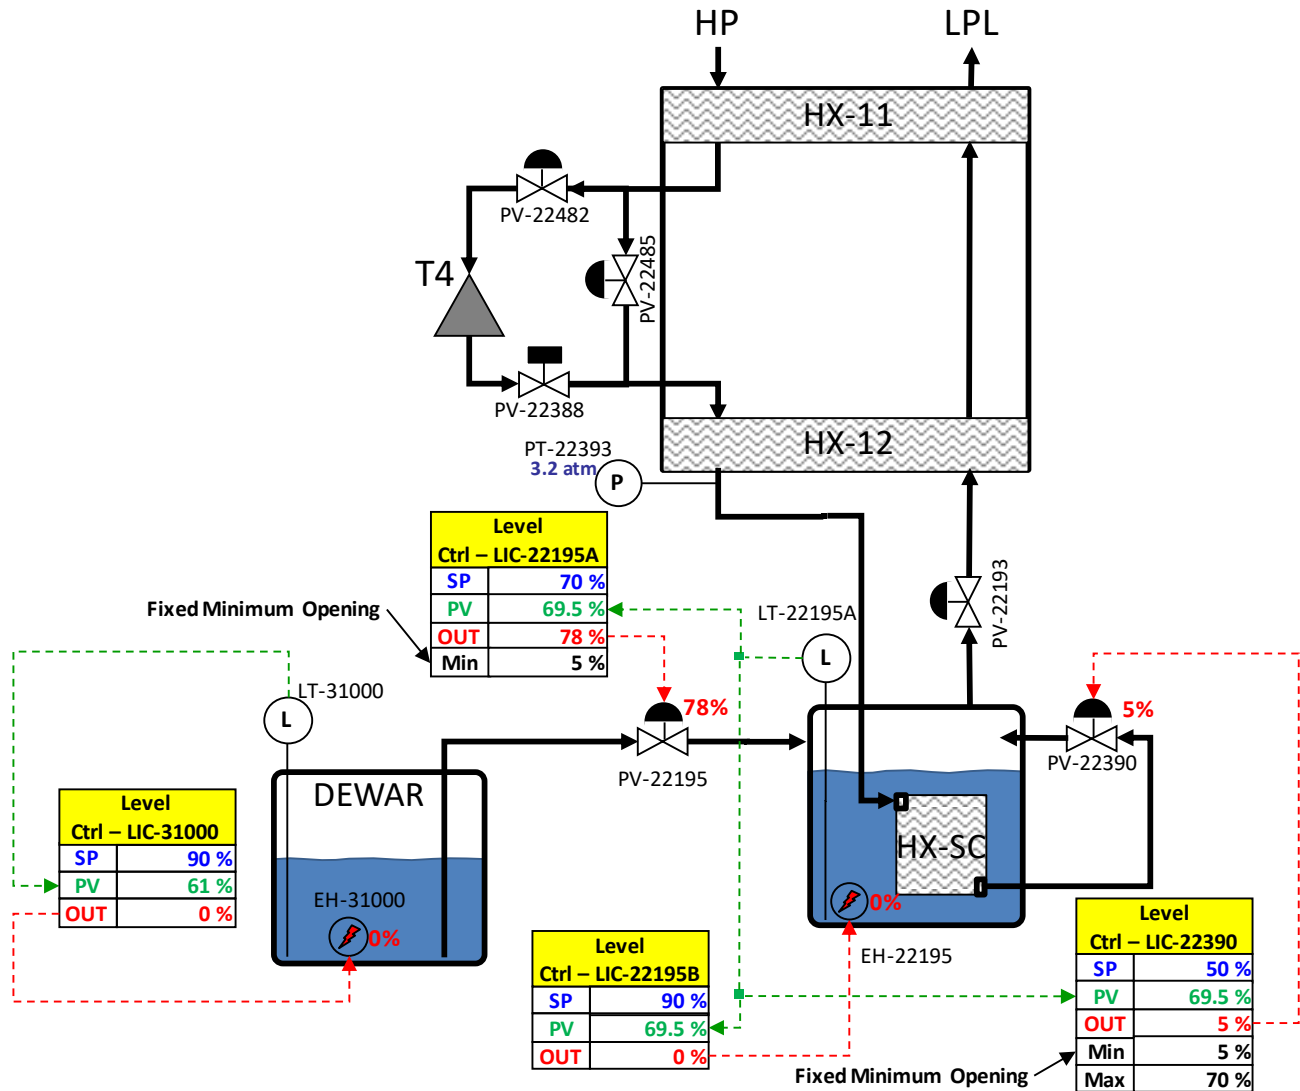 HP
LPL
HX-11
PV-22482
PV-22485
T4
PV-22388
HX-12
PT-22393
3.2 atm
P
Level
Ctrl – LIC-22195A
SP 70 %
PV 69.5 %
OUT 78 %
Min 5 %
Fixed Minimum Opening
LT-22195A
L
PV-22193
LT-31000
L
78%
PV-22195
5%
PV-22390
DEWAR
Level
Ctrl – LIC-31000
SP 90 %
PV 61 %
OUT 0 %
EH-31000
0%
HX-SC
0%
EH-22195
Level
Ctrl – LIC-22195B
SP 90 %
PV 69.5 %
OUT 0 %
Level
Ctrl – LIC-22390
SP 50 %
PV 69.5 %
OUT 5 %
Min 5 %
Max 70 %
Fixed Minimum Opening